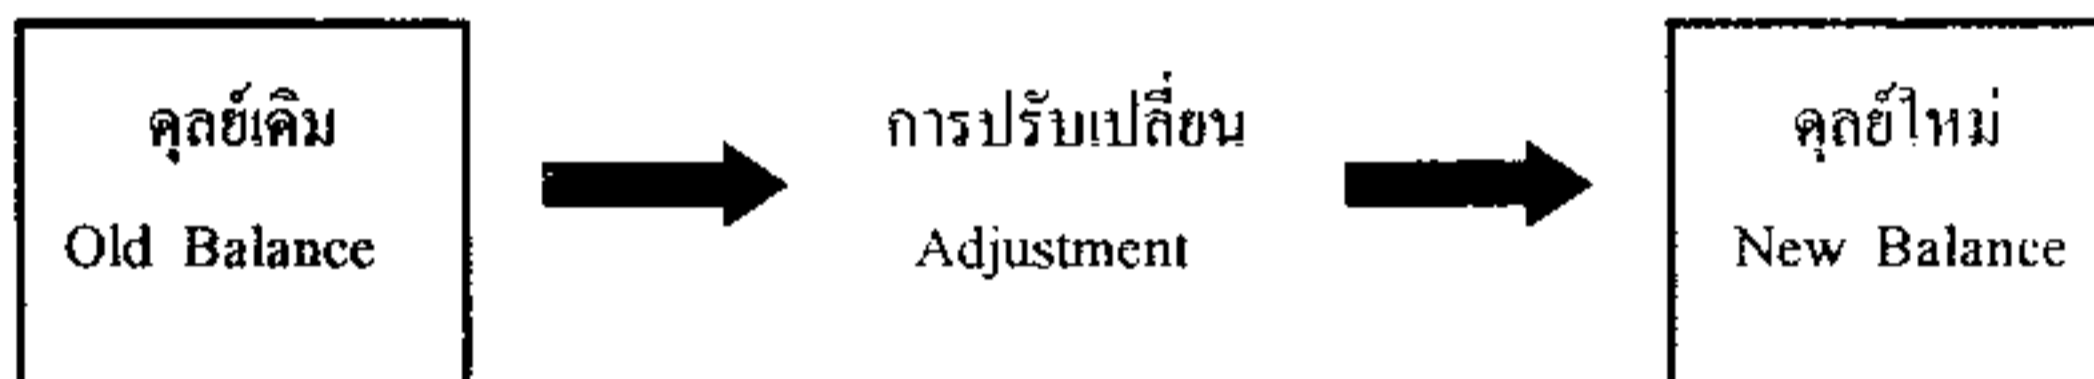 ดุลย์เดิม
Old Balance
การปรับเปลี่ยน
Adjustment
ดุลย์ใหม่
New Balance